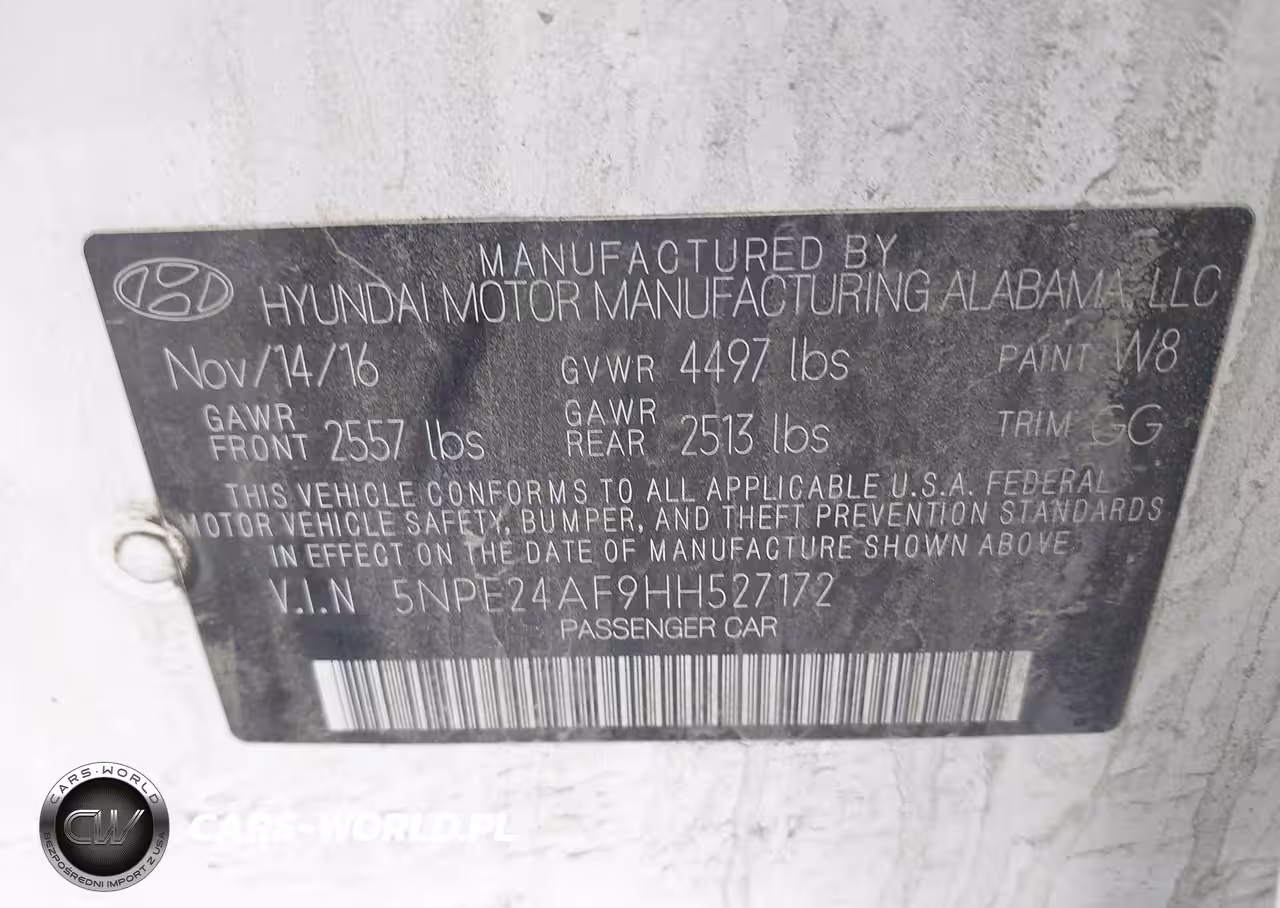 MANUFACTURED BY
HYUNDAI MOTOR MANUFACTURING ALABAMA, LLC
Nov/14/16 GVWR 4497 lbs PAINT W8
GAWR FRONT 2557 lbs GAWR REAR 2513 lbs TRIM GG
THIS VEHICLE CONFORMS TO ALL APPLICABLE U.S.A. FEDERAL
MOTOR VEHICLE SAFETY, BUMPER, AND THEFT PREVENTION STANDARDS
IN EFFECT ON THE DATE OF MANUFACTURE SHOWN ABOVE
V.I.N 5NPE24AF9HH527172
PASSENGER CAR
CARS-WORLD
CW
BEZPOŚREDNI IMPORT Z USA
CARS-WORLD.PL